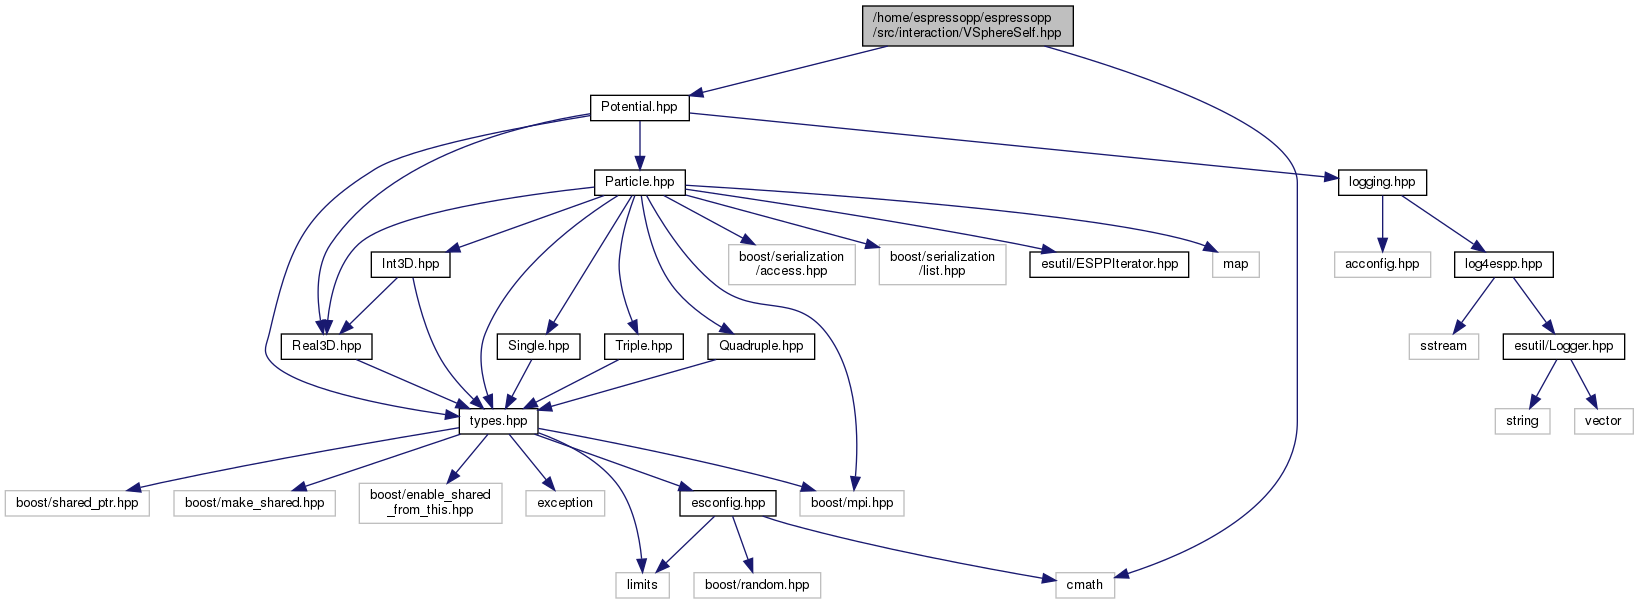 /home/espressopp/espressopp
/src/interaction/VSphereSelf.hpp
Potential.hpp
Particle.hpp
logging.hpp
Int3D.hpp
boost/serialization
/access.hpp
boost/serialization
/list.hpp
esutil/ESPPIterator.hpp
map
acconfig.hpp
log4espp.hpp
Real3D.hpp
Single.hpp
Triple.hpp
Quadruple.hpp
sstream
esutil/Logger.hpp
types.hpp
string
vector
boost/shared_ptr.hpp
boost/make_shared.hpp
boost/enable_shared
_from_this.hpp
exception
esconfig.hpp
boost/mpi.hpp
limits
boost/random.hpp
cmath